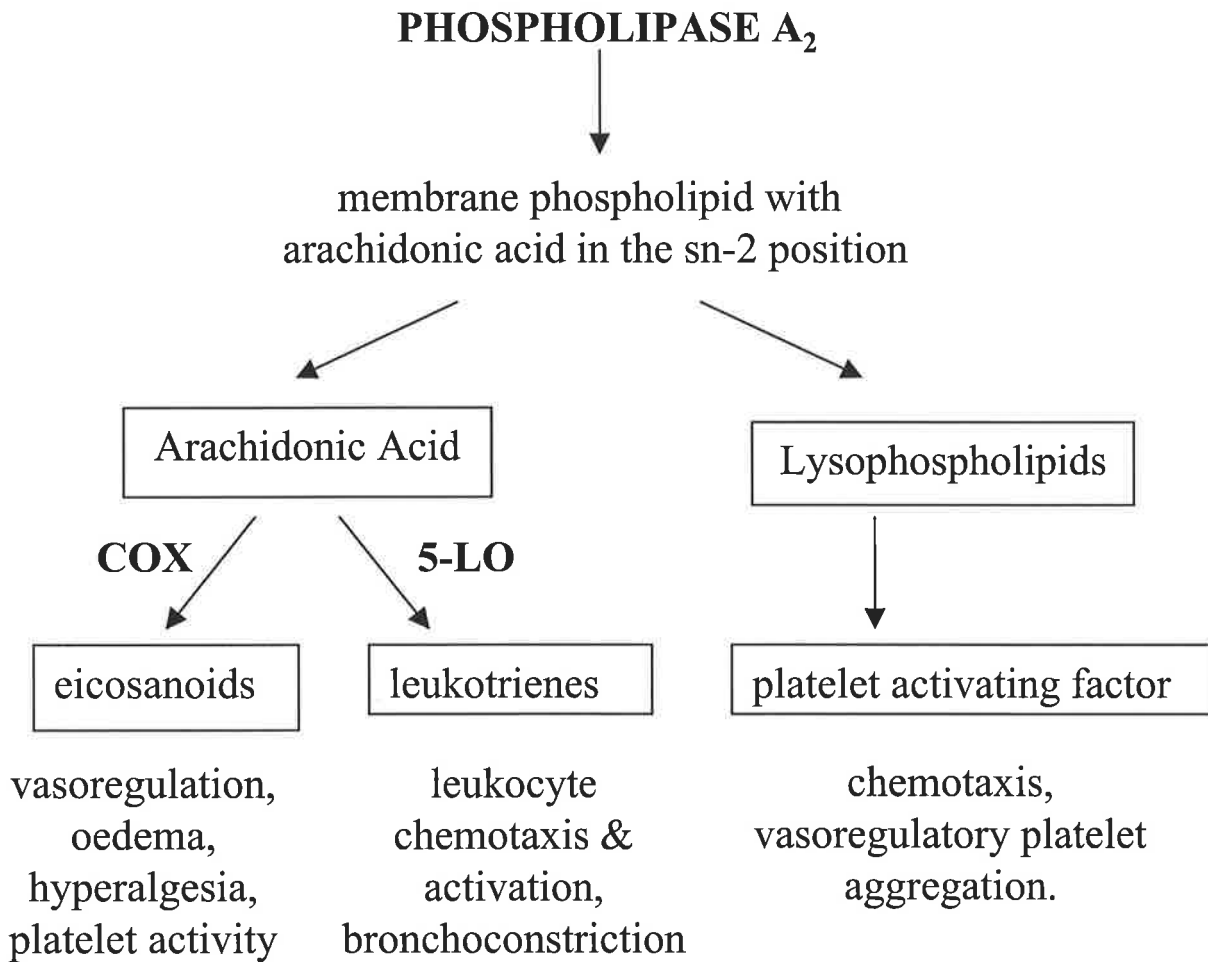 PHOSPHOLIPASE A₂
membrane phospholipid with
arachidonic acid in the sn-2 position
Arachidonic Acid
Lysophospholipids
COX
5-LO
eicosanoids
leukotrienes
platelet activating factor
vasoregulation,
oedema,
hyperalgesia,
platelet activity
leukocyte
chemotaxis &
activation,
bronchoconstriction
chemotaxis,
vasoregulatory platelet
aggregation.